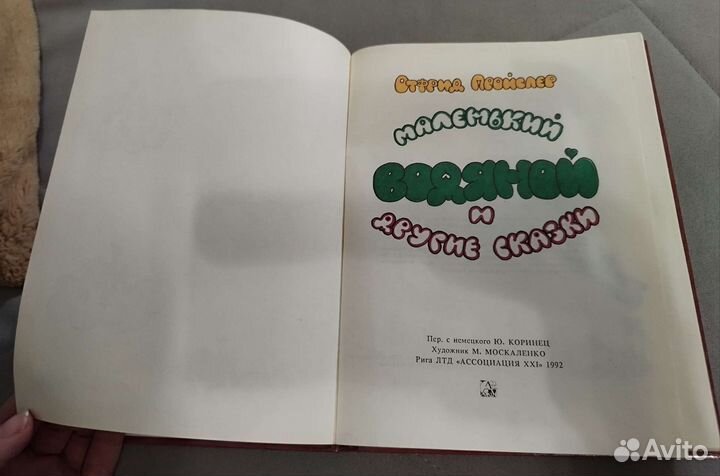 Отфрид Пройслер
Маленький
Водяной
и
другие сказки
Пер. с немецкого Ю. КОРИНЕЦ
Художник М. МОСКАЛЕНКО
Рига ЛТД «АССОЦИАЦИЯ XXI» 1992
Avito